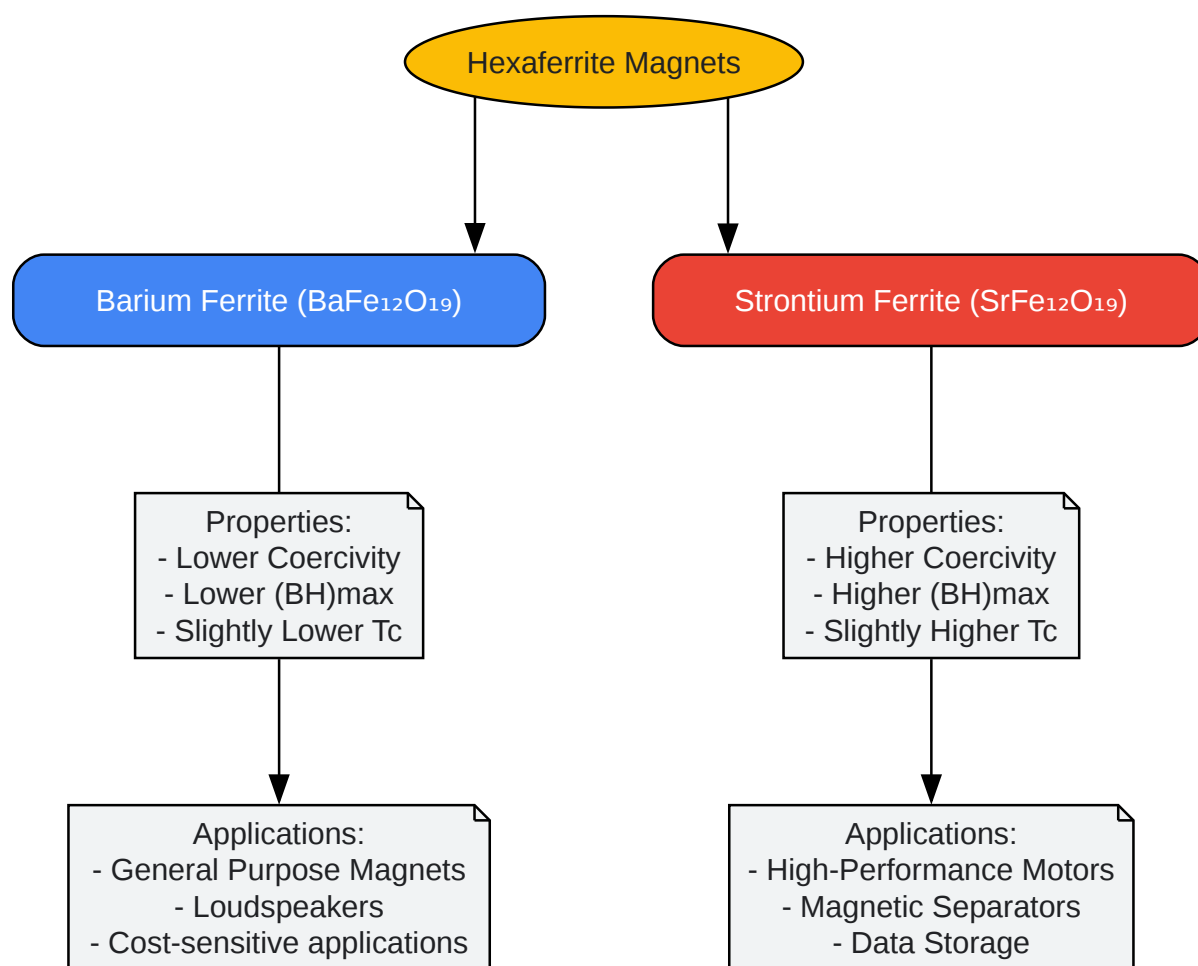 Hexaferrite Magnets
Barium Ferrite (BaFe₁₂O₁₉)
Strontium Ferrite (SrFe₁₂O₁₉)
Properties:
- Lower Coercivity
- Lower (BH)max
- Slightly Lower Tc
Properties:
- Higher Coercivity
- Higher (BH)max
- Slightly Higher Tc
Applications:
- General Purpose Magnets
- Loudspeakers
- Cost-sensitive applications
Applications:
- High-Performance Motors
- Magnetic Separators
- Data Storage